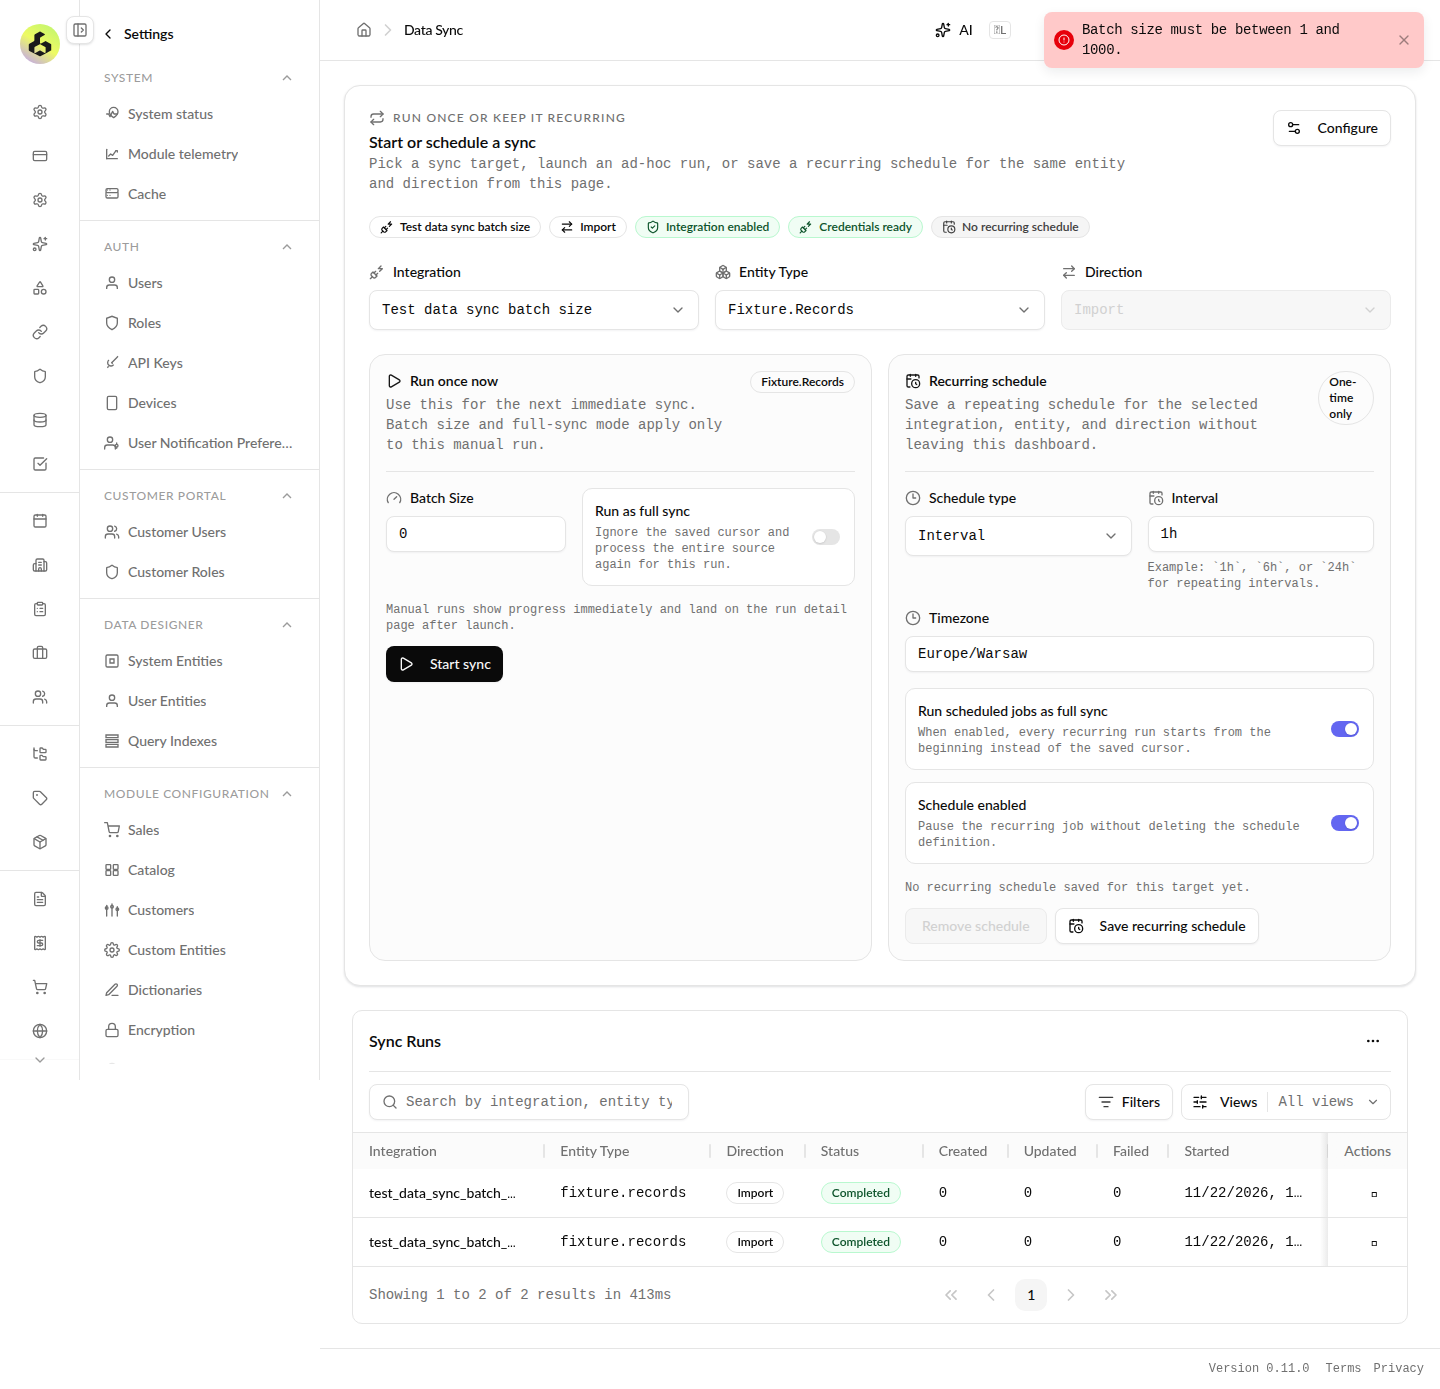 Settings
SYSTEM
System status
Module telemetry
Cache
AUTH
Users
Roles
API Keys
Devices
User Notification Prefere...
CUSTOMER PORTAL
Customer Users
Customer Roles
DATA DESIGNER
System Entities
User Entities
Query Indexes
MODULE CONFIGURATION
Sales
Catalog
Customers
Custom Entities
Dictionaries
Encryption
Data Sync
AI
L
Batch size must be between 1 and
1000.
RUN ONCE OR KEEP IT RECURRING
Start or schedule a sync
Pick a sync target, launch an ad-hoc run, or save a recurring schedule for the same entity
and direction from this page.
Configure
Test data sync batch size
Import
Integration enabled
Credentials ready
No recurring schedule
Integration
Test data sync batch size
Entity Type
Fixture.Records
Direction
Import
Run once now
Fixture.Records
Use this for the next immediate sync.
Batch size and full-sync mode apply only
to this manual run.
Batch Size
0
Run as full sync
Ignore the saved cursor and
process the entire source
again for this run.
Manual runs show progress immediately and land on the run detail
page after launch.
Start sync
Recurring schedule
One-
time
only
Save a repeating schedule for the selected
integration, entity, and direction without
leaving this dashboard.
Schedule type
Interval
Interval
1h
Example: `1h`, `6h`, or `24h`
for repeating intervals.
Timezone
Europe/Warsaw
Run scheduled jobs as full sync
When enabled, every recurring run starts from the
beginning instead of the saved cursor.
Schedule enabled
Pause the recurring job without deleting the schedule
definition.
No recurring schedule saved for this target yet.
Remove schedule
Save recurring schedule
Sync Runs
Search by integration, entity ty
Filters
Views
All views
Integration Entity Type Direction Status Created Updated Failed Started Actions
test_data_sync_batch_... fixture.records Import Completed 0 0 0 11/22/2026, 1…
test_data_sync_batch_... fixture.records Import Completed 0 0 0 11/22/2026, 1…
Showing 1 to 2 of 2 results in 413ms
1
Version 0.11.0 Terms Privacy